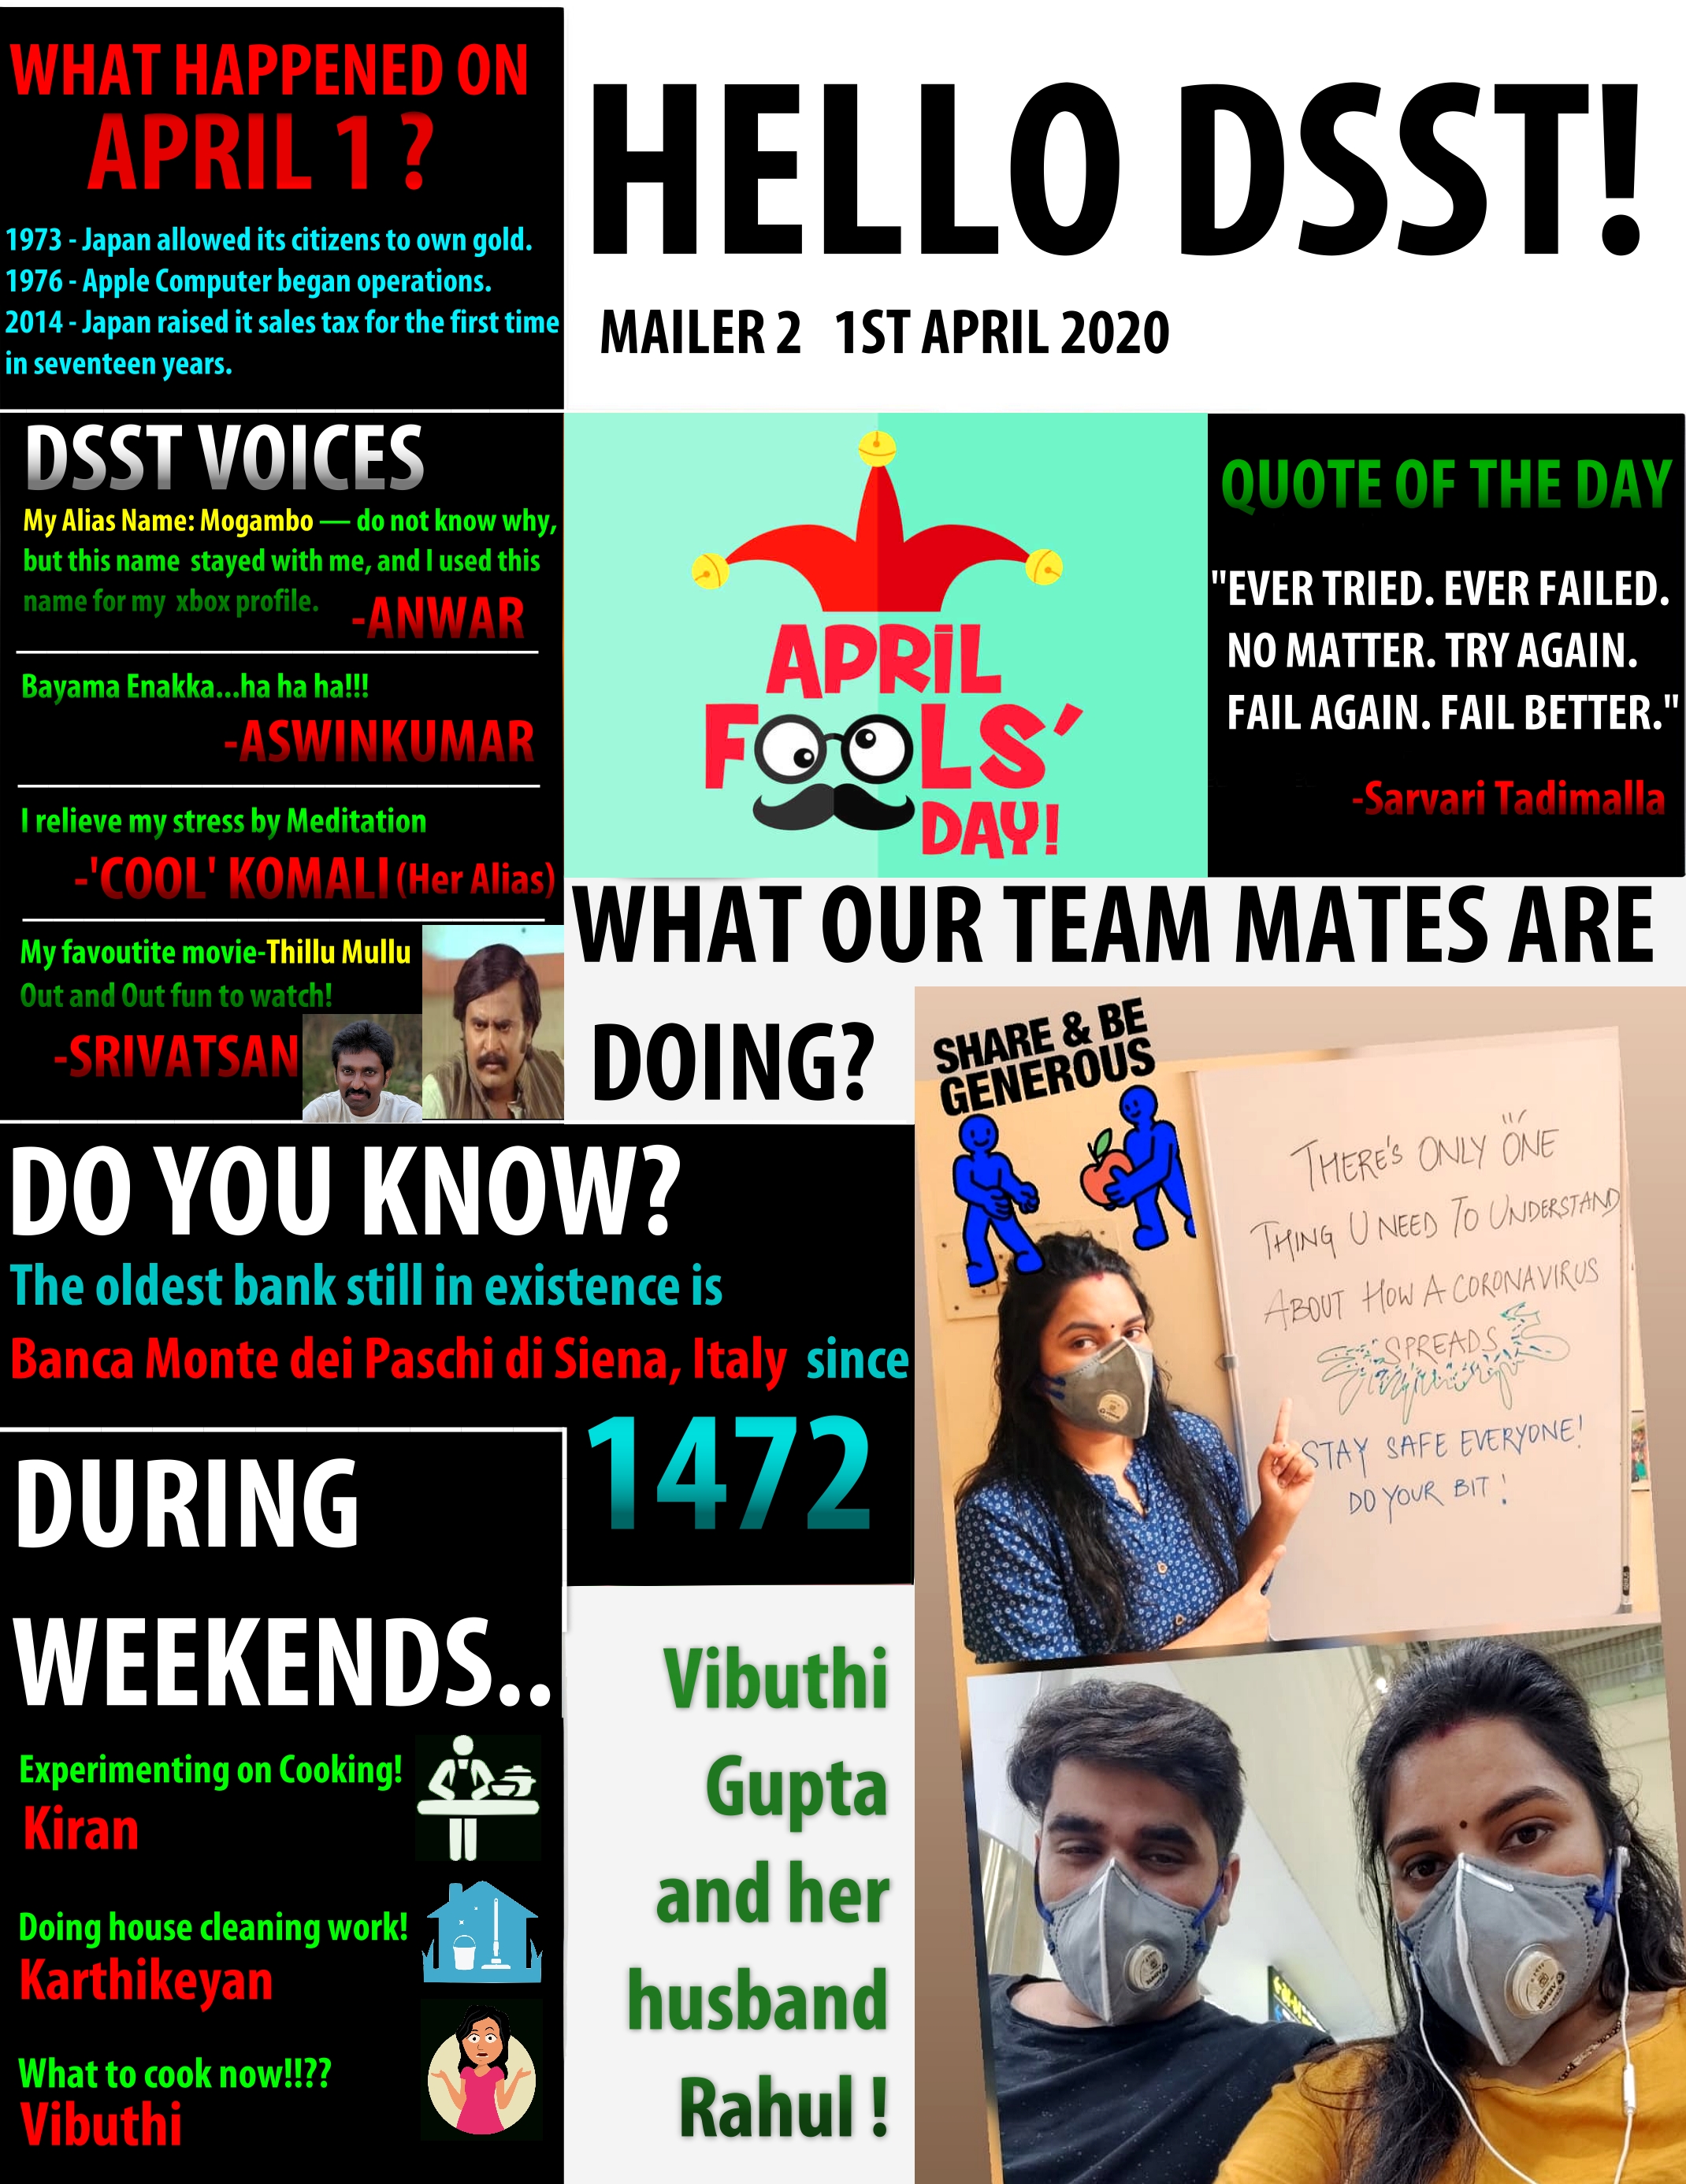 WHAT HAPPENED ON
APRIL 1 ?
1973 - Japan allowed its citizens to own gold.
1976 - Apple Computer began operations.
2014 - Japan raised it sales tax for the first time
in seventeen years.
HELLO DSST!
MAILER 2 1ST APRIL 2020
DSST VOICES
My Alias Name: Mogambo — do not know why,
but this name stayed with me, and I used this
name for my xbox profile.
-ANWAR
Bayama Enakka...ha ha ha!!!
-ASWINKUMAR
I relieve my stress by Meditation
-'COOL' KOMALI (Her Alias)
My favoutite movie-Thillu Mullu
Out and Out fun to watch!
-SRIVATSAN
APRIL
FOOLS'
DAY!
QUOTE OF THE DAY
"EVER TRIED. EVER FAILED.
NO MATTER. TRY AGAIN.
FAIL AGAIN. FAIL BETTER."
-Sarvari Tadimalla
WHAT OUR TEAM MATES ARE
DOING?
SHARE & BE
GENEROUS
THERE'S ONLY ONE
THING U NEED TO UNDERSTAND
ABOUT HOW A CORONAVIRUS
SPREADS
STAY SAFE EVERYONE!
DO YOUR BIT !
DO YOU KNOW?
The oldest bank still in existence is
Banca Monte dei Paschi di Siena, Italy since
1472
DURING
WEEKENDS..
Experimenting on Cooking!
Kiran
Doing house cleaning work!
Karthikeyan
What to cook now!!??
Vibuthi
Vibuthi
Gupta
and her
husband
Rahul !